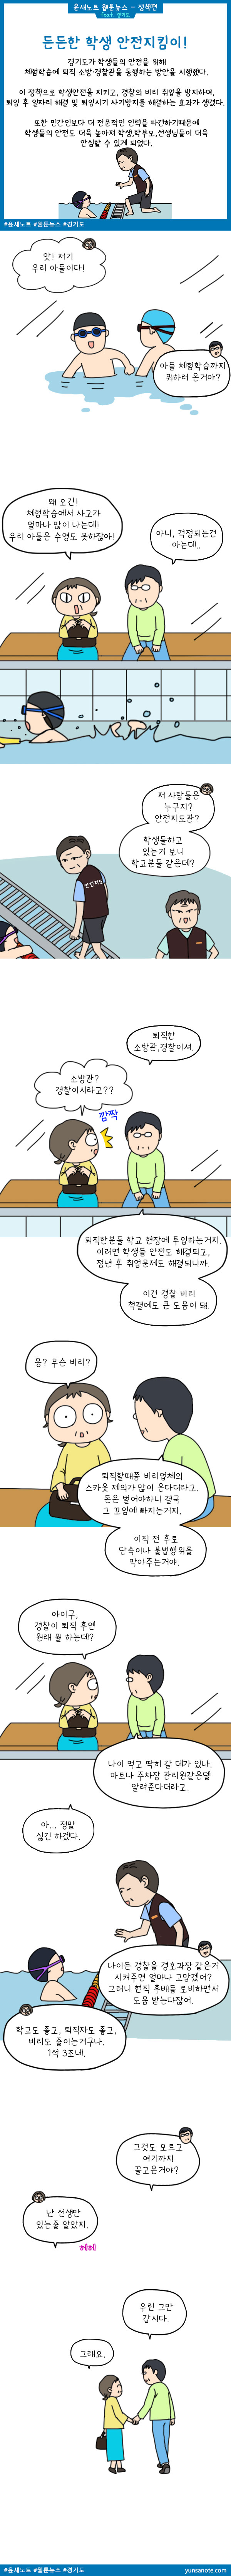 윤새노트 웹툰뉴스 - 정책편
feat. 경기도
든든한 학생 안전지킴이!
경기도가 학생들의 안전을 위해
체험학습에 퇴직 소방·경찰관을 동행하는 방안을 시행했다.
이 정책으로 학생안전을 지키고, 경찰의 비리 취업을 방지하며,
퇴임 후 일자리 해결 및 퇴임시기 사기방지를 해결하는 효과가 생겼다.
또한 민간인보다 더 전문적인 인력을 파견하기때문에
학생들의 안전도 더욱 높아져 학생,학부모,선생님들이 더욱
안심할 수 있게 되었다.
#윤새노트 #웹툰뉴스 #경기도
앗! 저기
우리 아들이다!
아들 체험학습까지
뭐하러 온거야?
왜 오긴!
체험학습에서 사고가
얼마나 많이 나는데!
우리 아들은 수영도 못하잖아!
아니, 걱정되는건
아는데..
저 사람들은
누구지?
안전지도관?
학생들하고
있는거 보니
학교분들 같은데?
안전지도
퇴직한
소방관,경찰이셔.
소방관?
경찰이시라고??
깜짝
퇴직한분들 학교 현장에 투입하는거지.
이러면 학생들 안전도 해결되고,
정년 후 취업문제도 해결되니까.
이건 경찰 비리
척결에도 큰 도움이 돼.
응? 무슨 비리?
퇴직할때쯤 비리업체의
스카웃 제의가 많이 온다더라고.
돈은 벌어야하니 결국
그 꼬임에 빠지는거지.
이직 전 후로
단속이나 불법행위를
막아주는거야.
아이구,
경찰이 퇴직 후엔
원래 뭘 하는데?
나이 먹고 딱히 갈 데가 있나.
마트나 주차장 관리원같은델
알려준다더라고.
아... 정말
싫긴 하겠다.
나이든 경찰을 경호과장 같은거
시켜주면 얼마나 고맙겠어?
그러니 현직 후배들 로비하면서
도움 받는다잖어.
학교도 좋고, 퇴직자도 좋고,
비리도 줄이는거구나.
1석 3조네.
그것도 모르고
여기까지
끌고온거야?
난 선생만
있는줄 알았지.
헤헤
우린 그만
갑시다.
그래요.
#윤새노트 #웹툰뉴스 #경기도
yunsanote.com